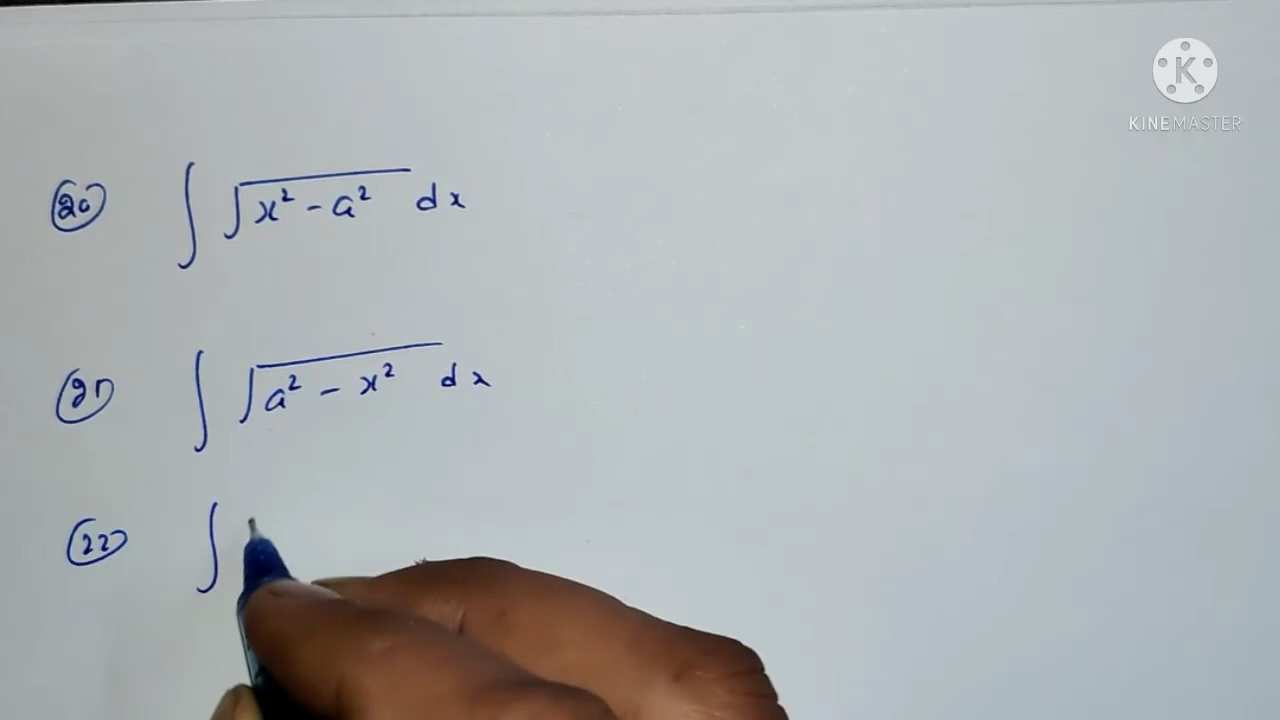 KINEMASTER
(20) ∫ √(x² - a²) dx
(21) ∫ √(a² - x²) dx
(22) ∫